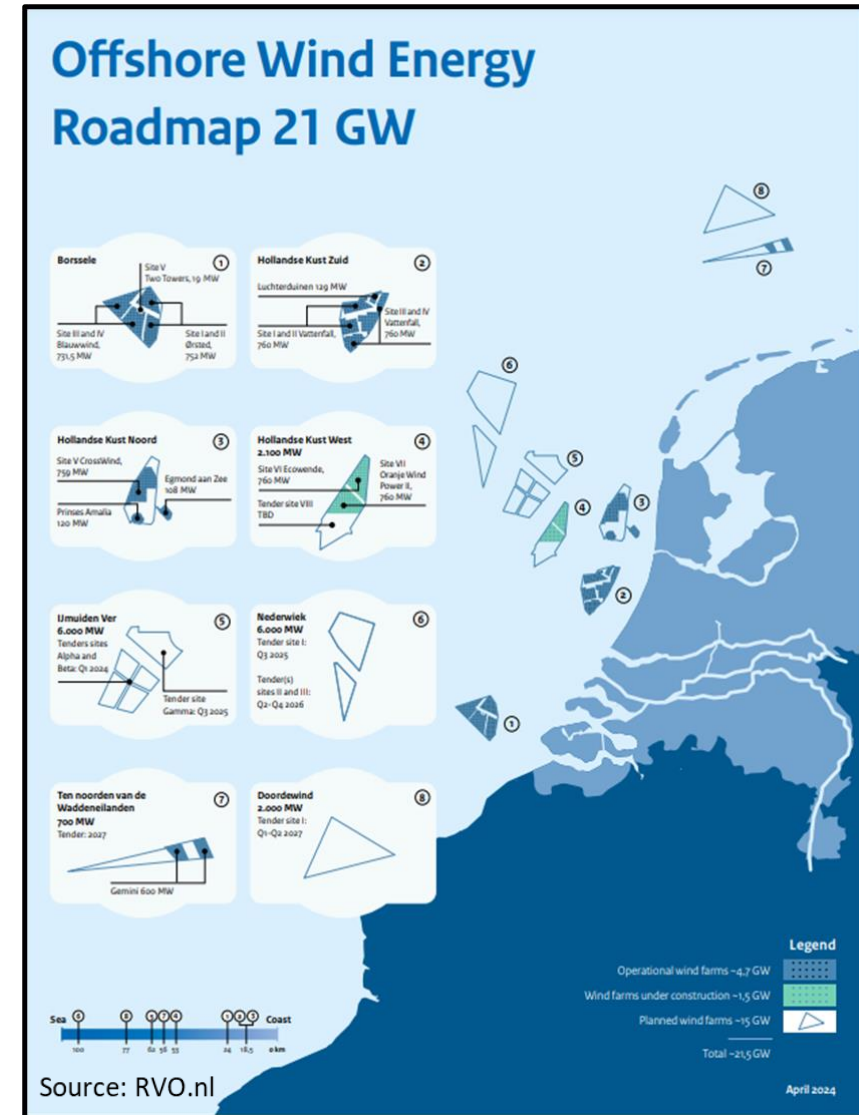 Offshore Wind Energy
Roadmap 21 GW
Borssele
1
Site V
Two Towers, 19 MW
Site III and IV
Blauwwind,
731,5 MW
Site I and II
Ørsted,
752 MW
Hollandse Kust Zuid
2
Luchterduinen 129 MW
Site III and IV
Vattenfall,
760 MW
Site I and II Vattenfall,
760 MW
Hollandse Kust Noord
3
Site V CrossWind,
759 MW
Egmond aan Zee
108 MW
Prinses Amalia
120 MW
Hollandse Kust West
2.100 MW
4
Site VI Ecowende,
760 MW
Site VII
Oranje Wind
Power II,
760 MW
Tender site VIII
TBD
IJmuiden Ver
6.000 MW
5
Tenders sites
Alpha and
Beta: Q1 2024
Tender site
Gamma: Q3 2025
Nederwiek
6.000 MW
6
Tender site I:
Q3 2025
Tender(s)
sites II and III:
Q2-Q4 2026
Ten noorden van de
Waddeneilanden
700 MW
7
Tender: 2027
Gemini 600 MW
Doordewind
2.000 MW
8
Tender site I:
Q1-Q2 2027
8
7
6
5
4
3
2
1
Legend
Operational wind farms ~4,7 GW
Wind farms under construction ~1,5 GW
Planned wind farms ~15 GW
Total ~21,5 GW
Sea
Coast
100
77
62
56
53
24
18,5
0 km
Source: RVO.nl
April 2024